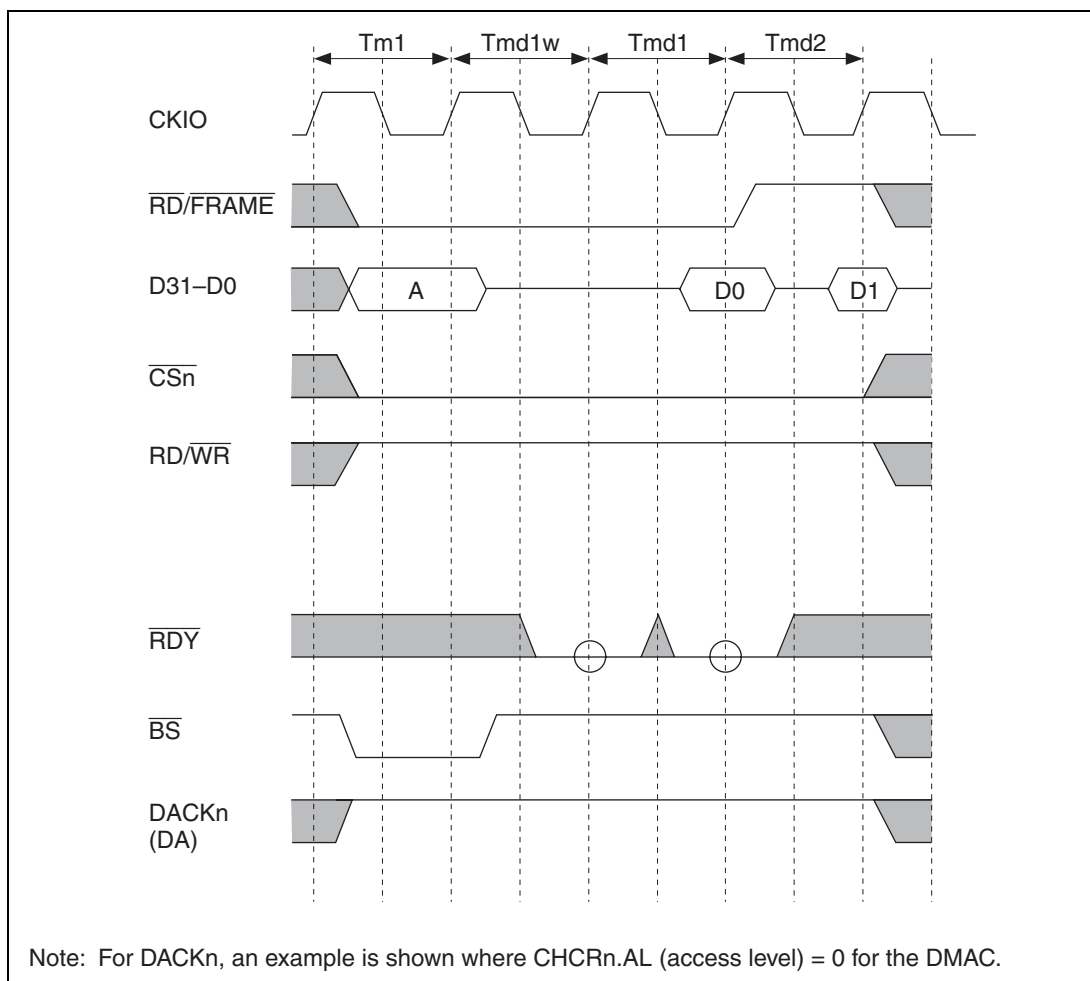 Tm1 Tmd1w Tmd1 Tmd2
CKIO
RD/FRAME
D31–D0 A D0 D1
CSn
RD/WR
RDY
BS
DACKn
(DA)
Note: For DACKn, an example is shown where CHCRn.AL (access level) = 0 for the DMAC.